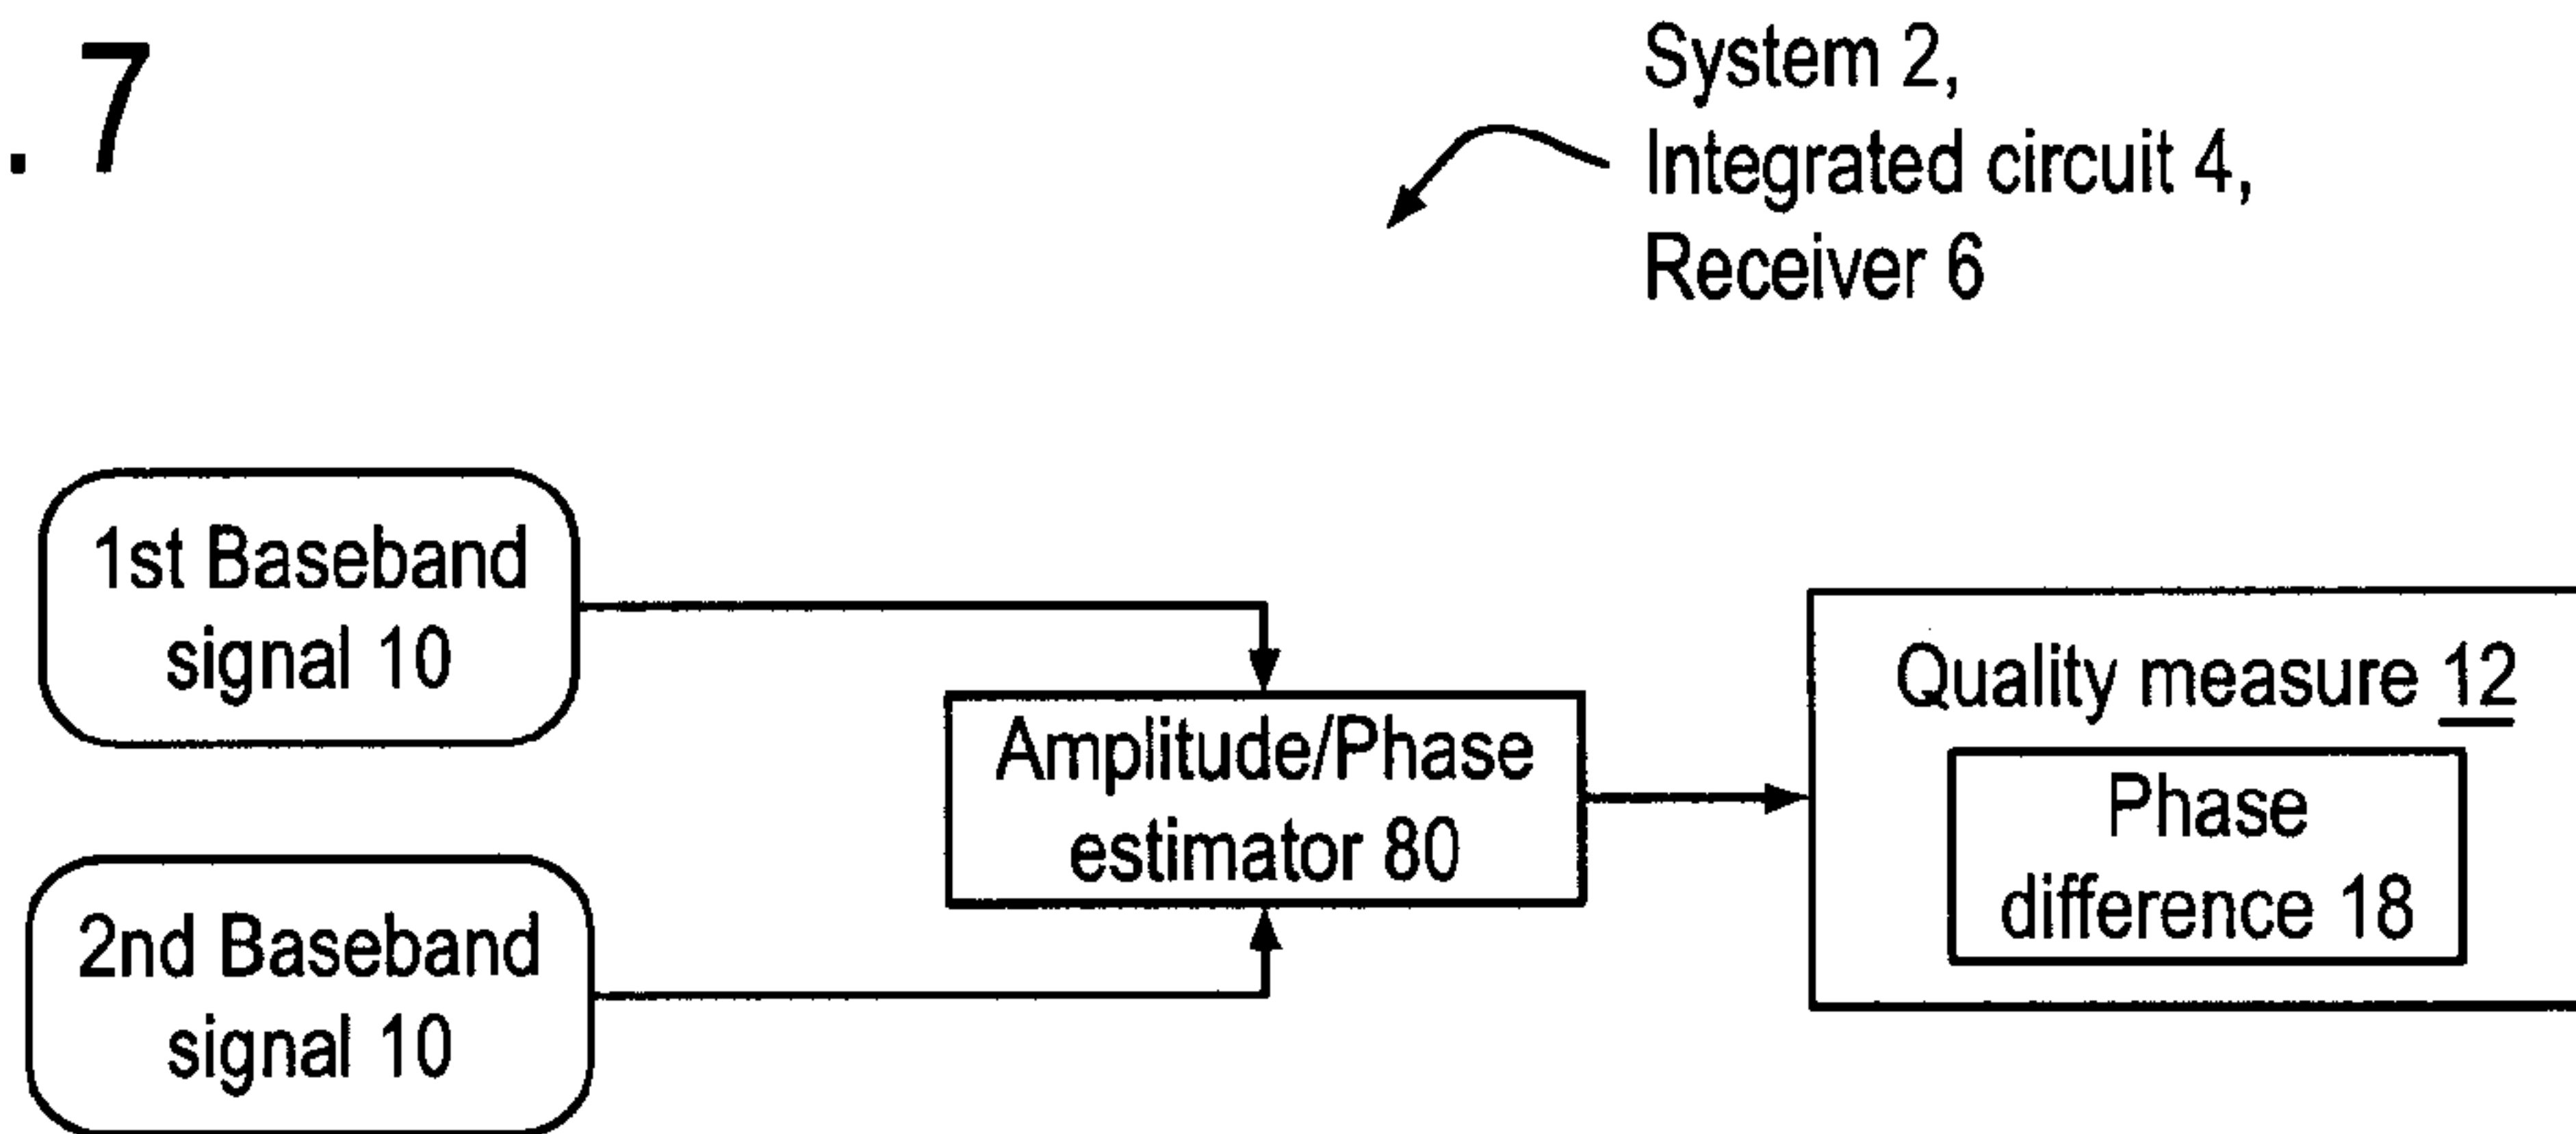 . 7
System 2,
Integrated circuit 4,
Receiver 6
1st Baseband
signal 10
2nd Baseband
signal 10
Amplitude/Phase
estimator 80
Quality measure 12
Phase
difference 18